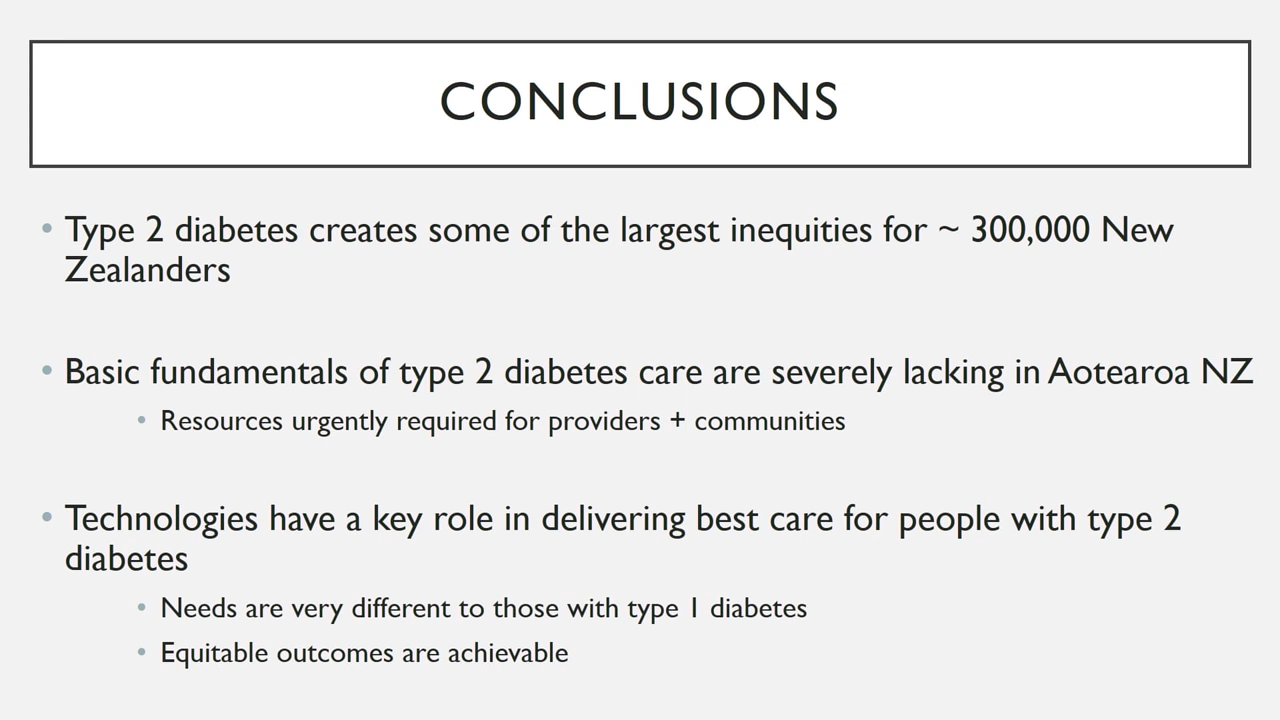 CONCLUSIONS
• Type 2 diabetes creates some of the largest inequities for ~ 300,000 New
Zealanders
• Basic fundamentals of type 2 diabetes care are severely lacking in Aotearoa NZ
• Resources urgently required for providers + communities
• Technologies have a key role in delivering best care for people with type 2
diabetes
• Needs are very different to those with type 1 diabetes
• Equitable outcomes are achievable